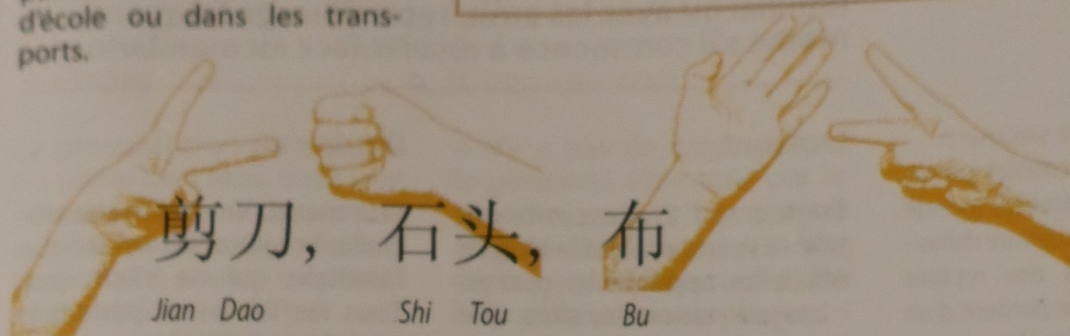 d'école ou dans les trans-
ports.
剪刀, 石头, 布
Jian Dao Shi Tou Bu